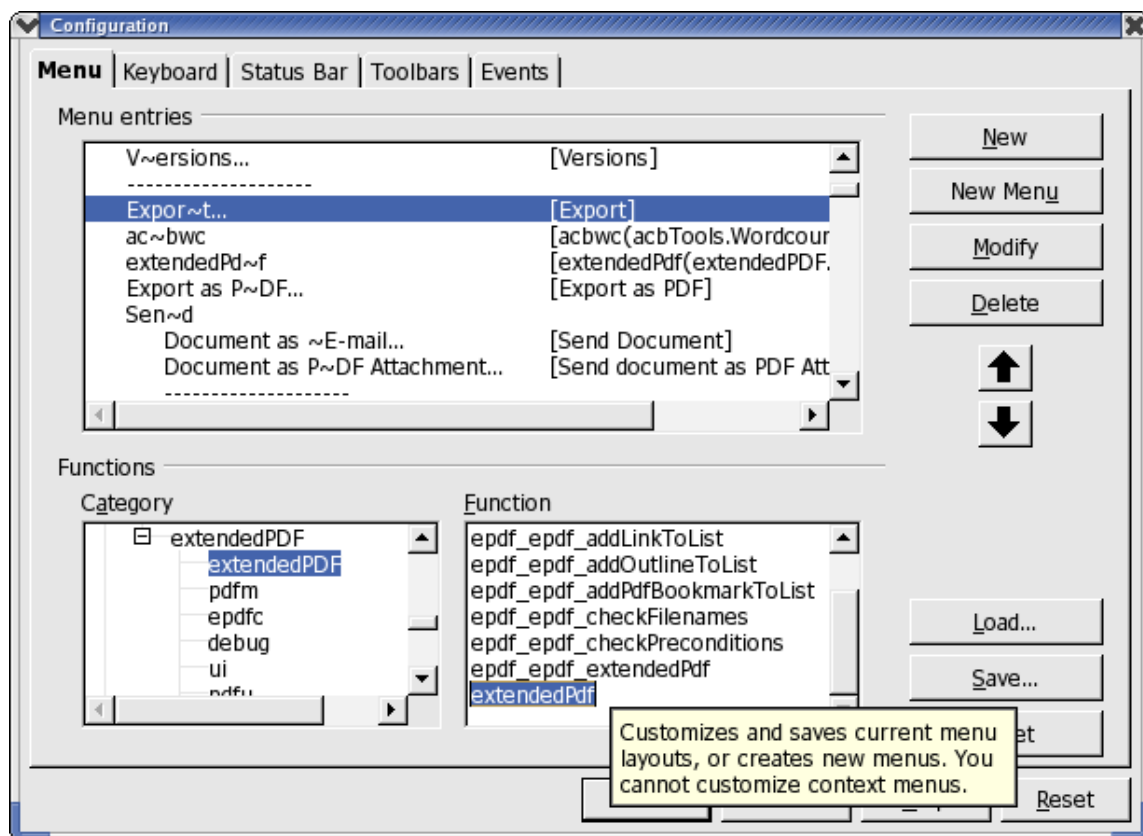 Configuration
Menu Keyboard Status Bar Toolbars Events
Menu entries
V~ersions... [Versions]
--------------------
Expor~t... [Export]
ac~bwc [acbwc(acbTools.Wordcour
extendedPd~f [extendedPdf(extendedPDF.
Export as P~DF... [Export as PDF]
Sen~d
Document as ~E-mail... [Send Document]
Document as P~DF Attachment... [Send document as PDF Att
--------------------
New
New Menu
Modify
Delete
Functions
Category
extendedPDF
extendedPDF
pdfm
epdfc
debug
ui
Function
epdf_epdf_addLinkToList
epdf_epdf_addOutlineToList
epdf_epdf_addPdfBookmarkToList
epdf_epdf_checkFilenames
epdf_epdf_checkPreconditions
epdf_epdf_extendedPdf
extendedPdf
Load...
Save...
et
Customizes and saves current menu
layouts, or creates new menus. You
cannot customize context menus.
Reset